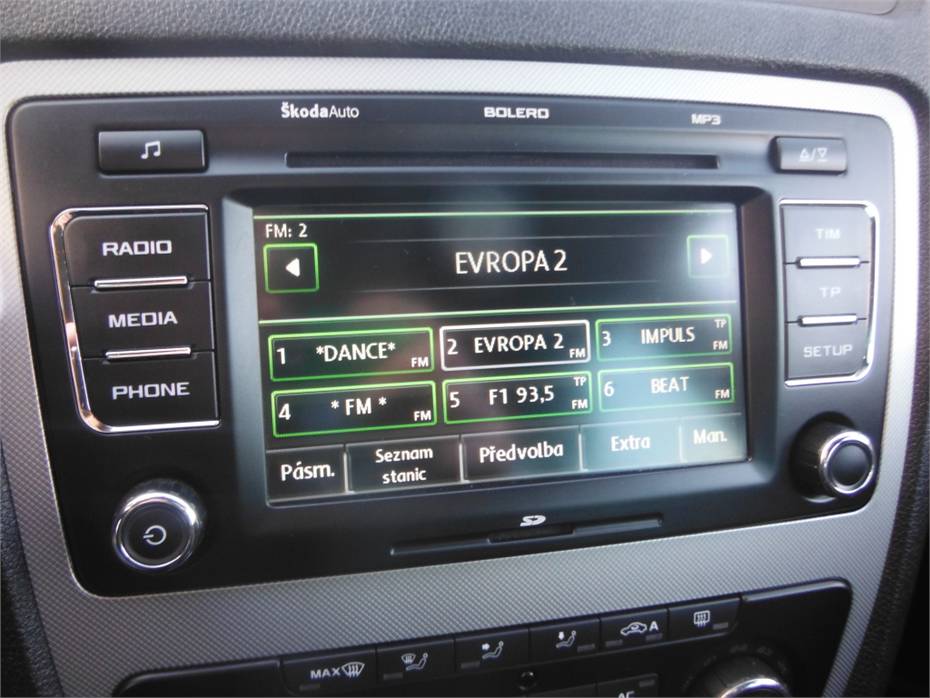 ŠkodaAuto BOLERO MP3
RADIO
MEDIA
PHONE
TIM
TP
SETUP
FM: 2
EVROPA 2
1 *DANCE* FM
2 EVROPA 2 FM
3 IMPULS TP FM
4 * FM * FM
5 F1 93,5 TP FM
6 BEAT FM
Pásm.
Seznam
stanic
Předvolba
Extra
Man.
SD
MAX
A
AC